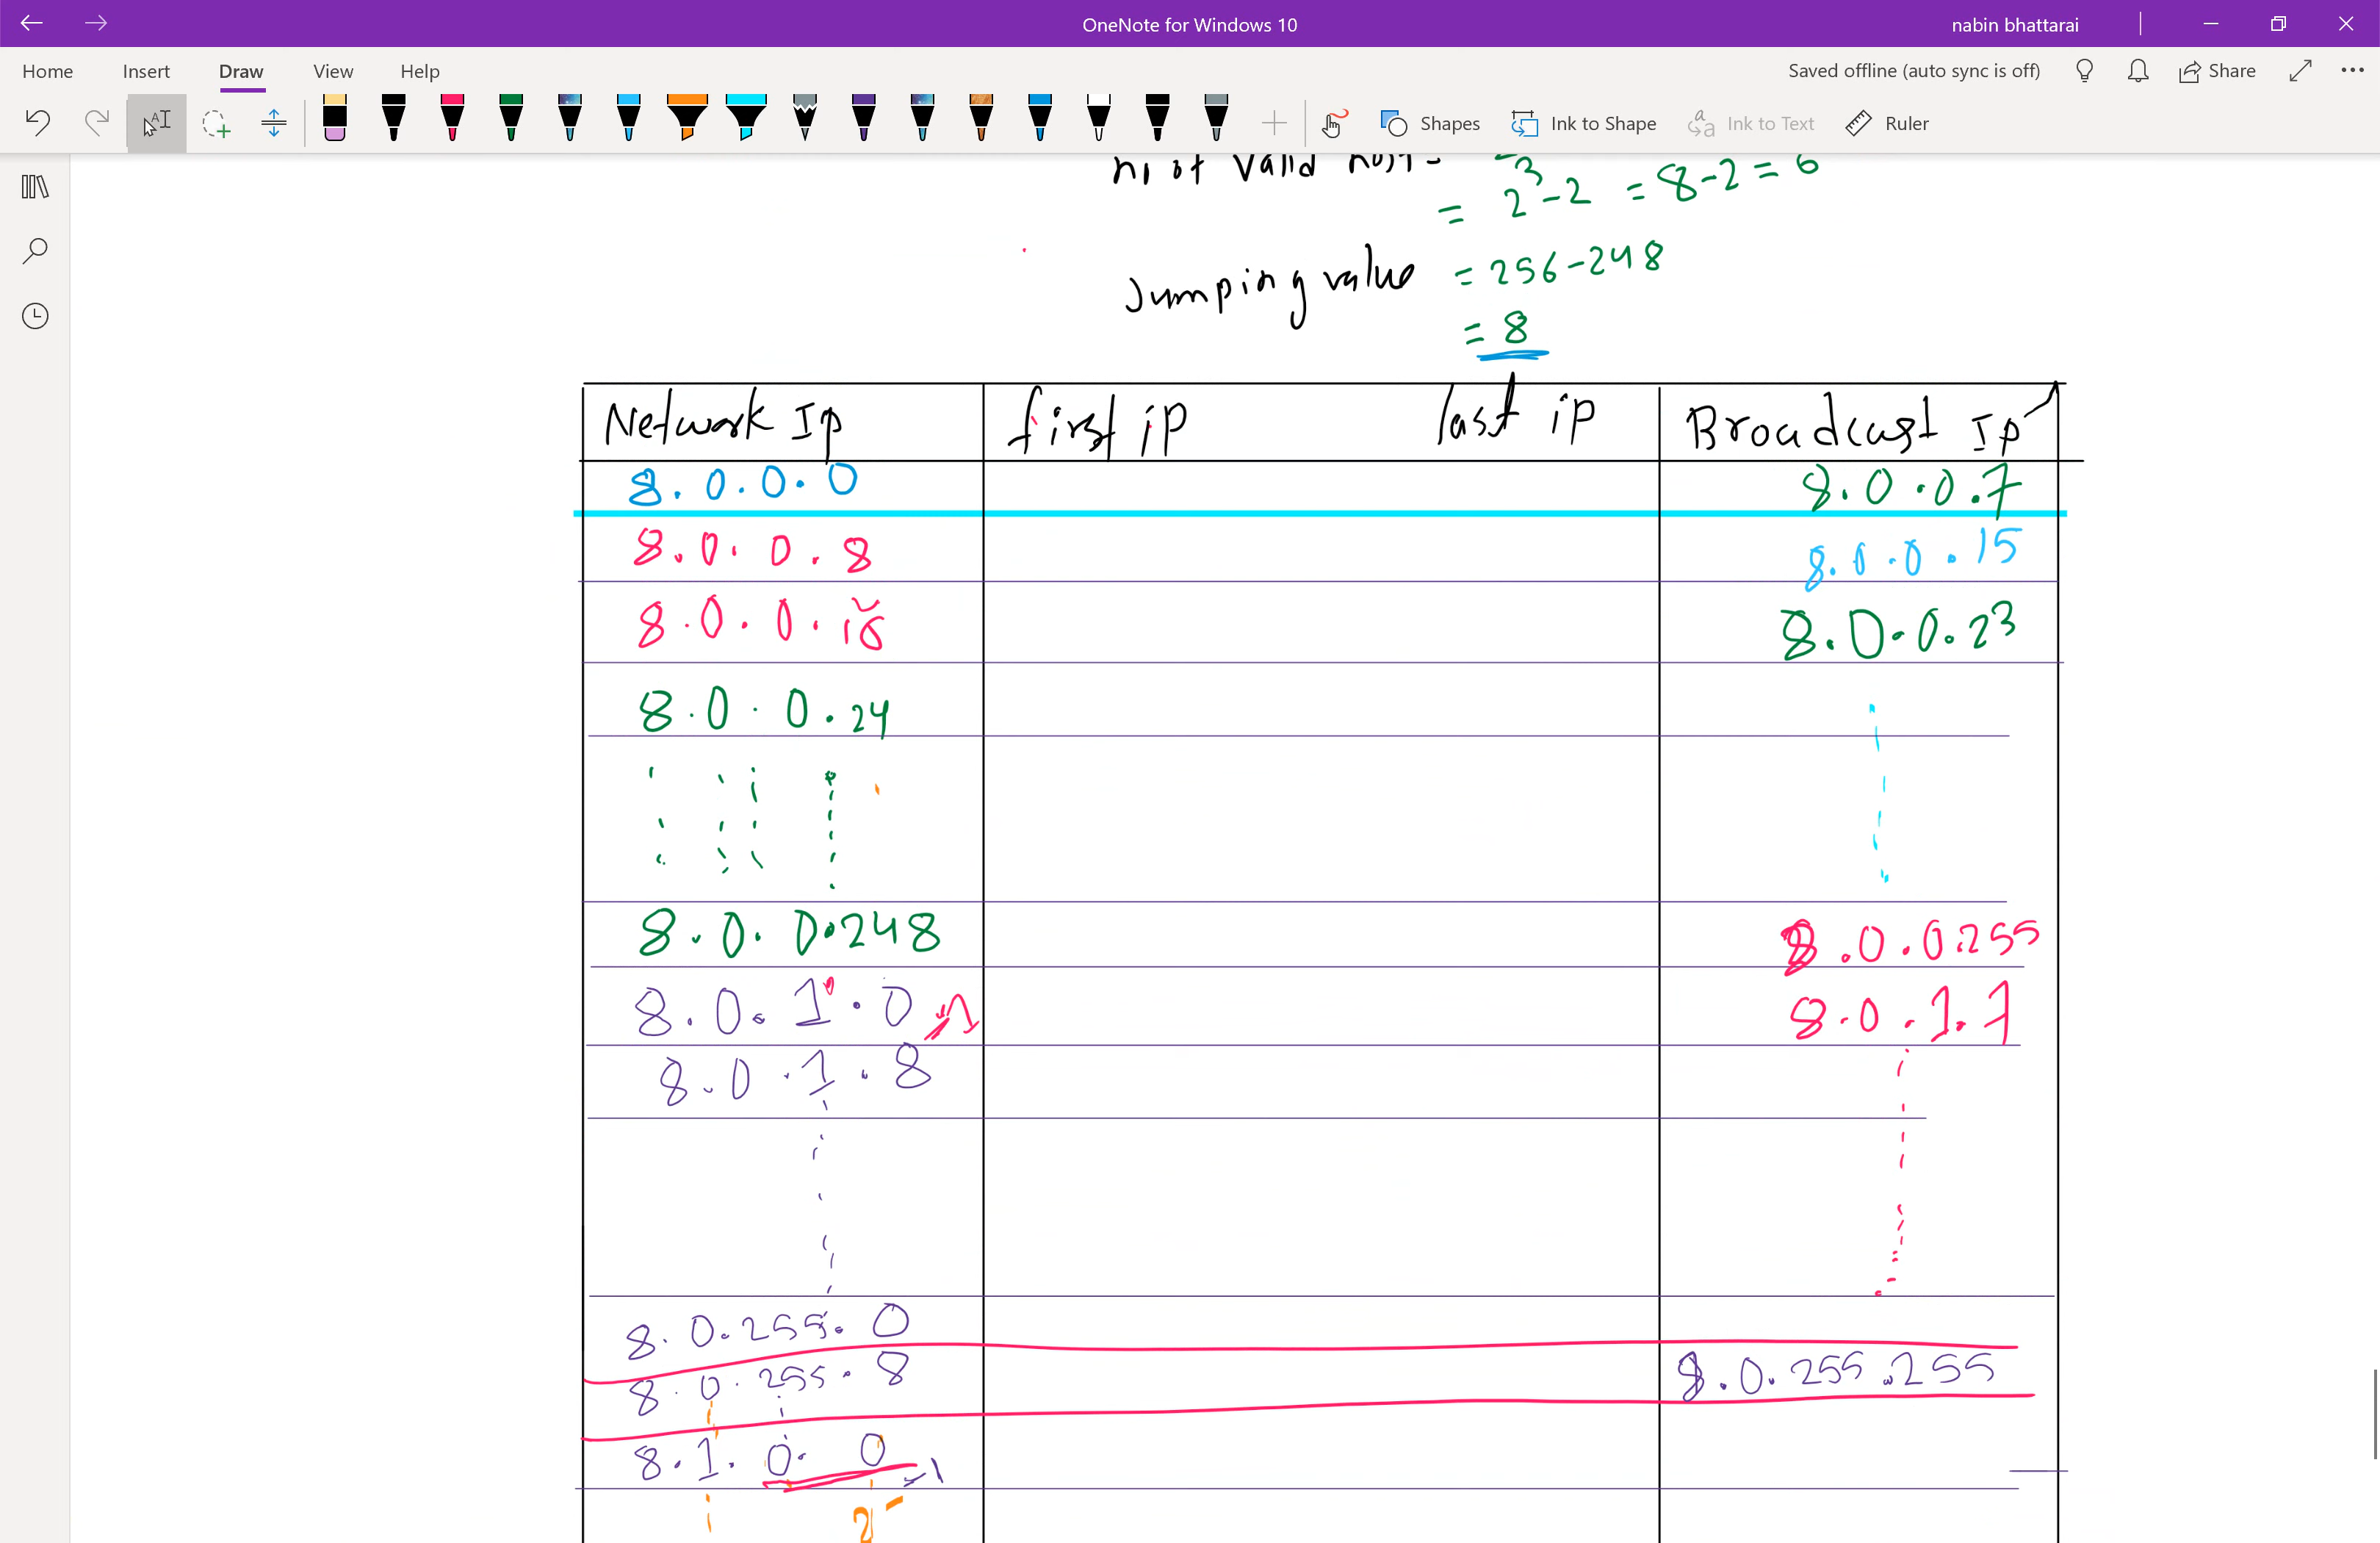 OneNote for Windows 10
nabin bhattarai
Home Insert Draw View Help
Saved offline (auto sync is off) Share
Shapes Ink to Shape Ink to Text Ruler
of valid
= 2³-2 = 8-2 = 6
Jumping value = 256-248
= 8
Network Ip first ip last ip Broadcast Ip
8.0.0.0 8.0.0.7
8.0.0.8 8.0.0.15
8.0.0.16 8.0.0.23
8.0.0.24
8.0.0.248 8.0.0.255
8.0.1.0 8.0.1.7
8.0.1.8
8.0.255.0
8.0.255.8 8.0.255.255
8.1.0.0 -1